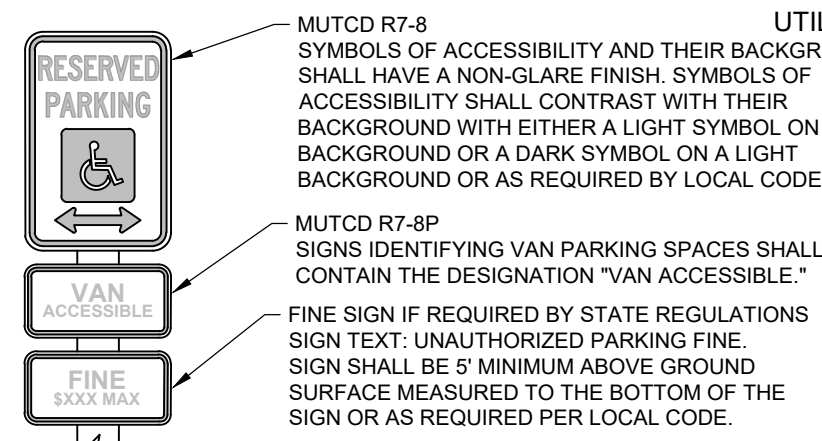 RESERVED
PARKING
VAN
ACCESSIBLE
FINE
$XXX MAX
UTIL
MUTCD R7-8
SYMBOLS OF ACCESSIBILITY AND THEIR BACKGR
SHALL HAVE A NON-GLARE FINISH. SYMBOLS OF
ACCESSIBILITY SHALL CONTRAST WITH THEIR
BACKGROUND WITH EITHER A LIGHT SYMBOL ON
BACKGROUND OR A DARK SYMBOL ON A LIGHT
BACKGROUND OR AS REQUIRED BY LOCAL CODE
MUTCD R7-8P
SIGNS IDENTIFYING VAN PARKING SPACES SHALL
CONTAIN THE DESIGNATION "VAN ACCESSIBLE."
FINE SIGN IF REQUIRED BY STATE REGULATIONS
SIGN TEXT: UNAUTHORIZED PARKING FINE.
SIGN SHALL BE 5' MINIMUM ABOVE GROUND
SURFACE MEASURED TO THE BOTTOM OF THE
SIGN OR AS REQUIRED PER LOCAL CODE.